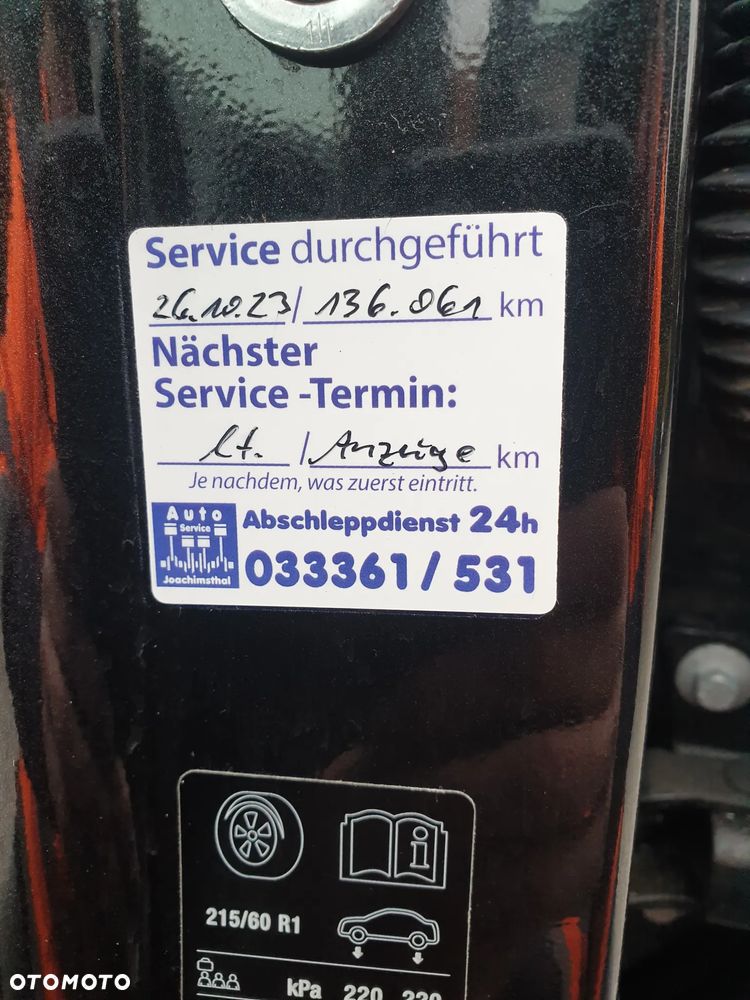 Service durchgeführt
26.10.23 / 136.061 km
Nächster
Service -Termin:
lt. / Anzeige km
Je nachdem, was zuerst eintritt.
Auto
Service
Joachimsthal
Abschleppdienst 24h
033361 / 531
215/60 R1
kPa 220 220
OTOMOTO